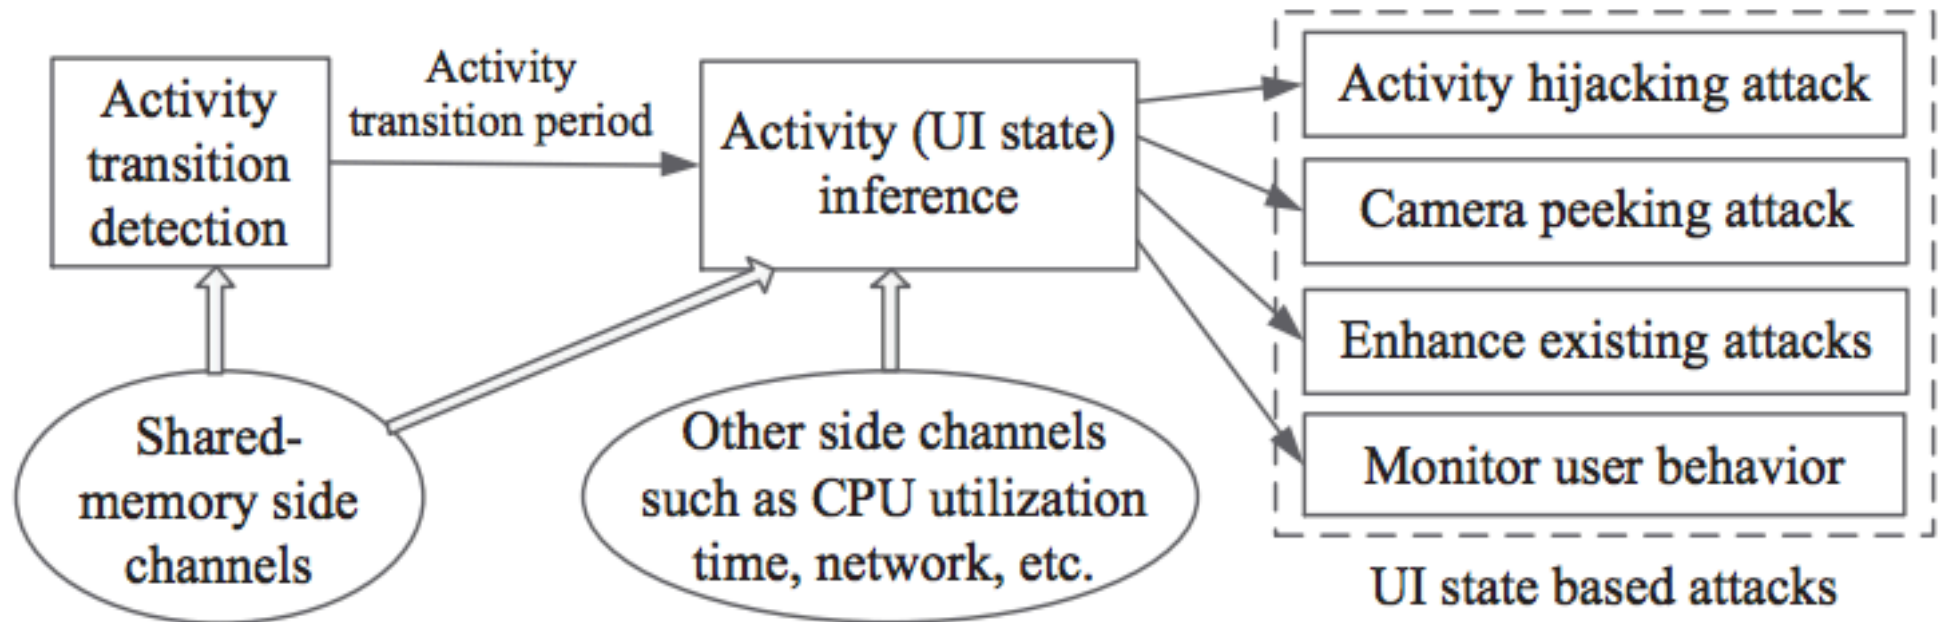 Activity
transition
detection
Activity
transition period
Activity (UI state)
inference
Activity hijacking attack
Camera peeking attack
Enhance existing attacks
Monitor user behavior
UI state based attacks
Shared-
memory side
channels
Other side channels
such as CPU utilization
time, network, etc.